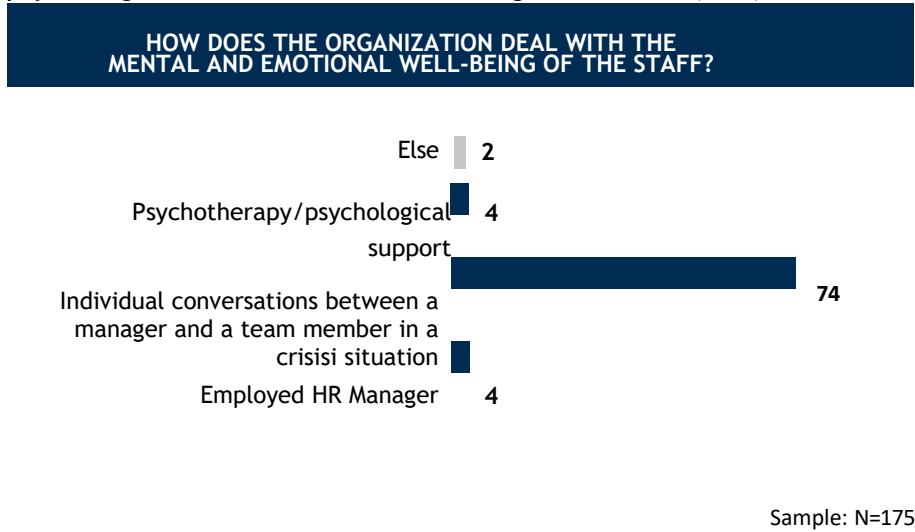 HOW DOES THE ORGANIZATION DEAL WITH THE
MENTAL AND EMOTIONAL WELL-BEING OF THE STAFF?
Else 2
Psychotherapy/psychological 4
support
74
Individual conversations between a
manager and a team member in a
crisisi situation
Employed HR Manager 4
Sample: N=175